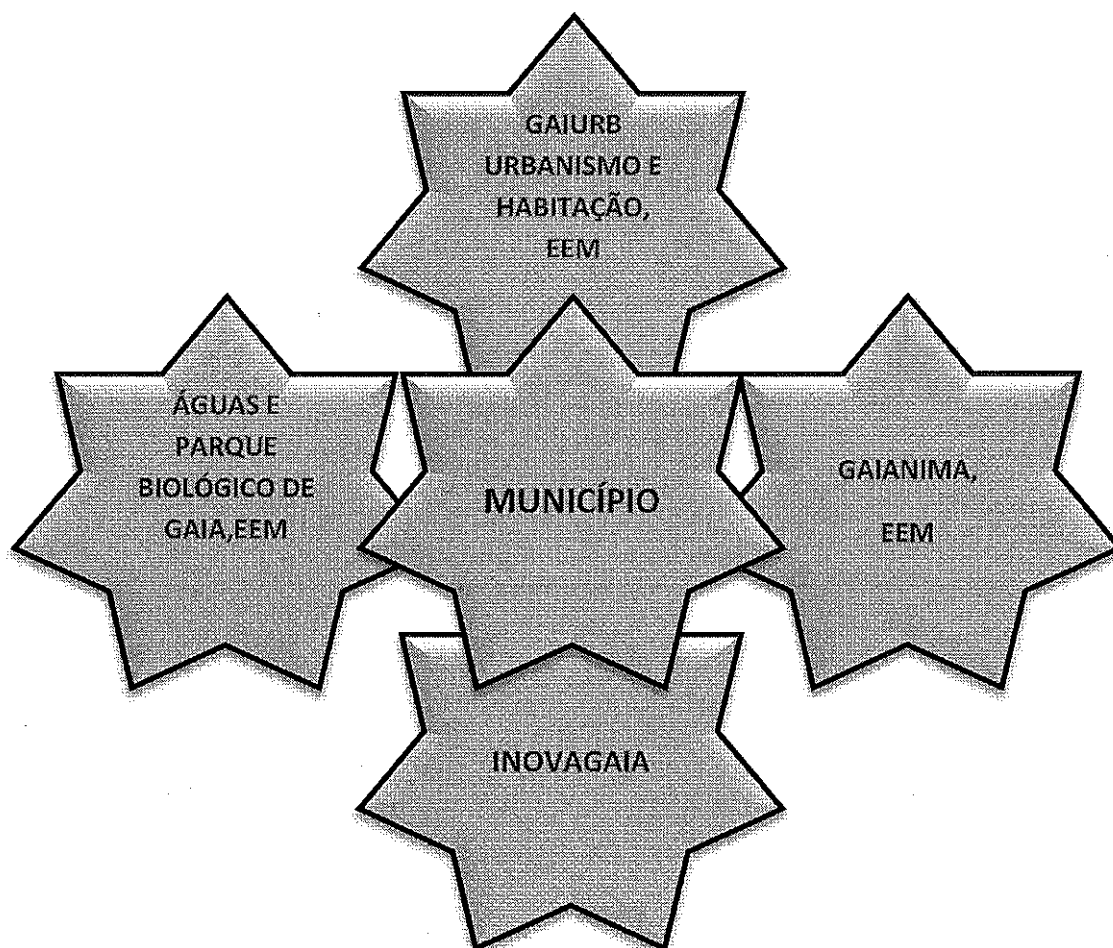 GAIURB
URBANISMO E
HABITAÇÃO,
EEM
ÁGUAS E
PARQUE
BIOLÓGICO DE
GAIA,EEM
MUNICÍPIO
GAIANIMA,
EEM
INOVAGAIA